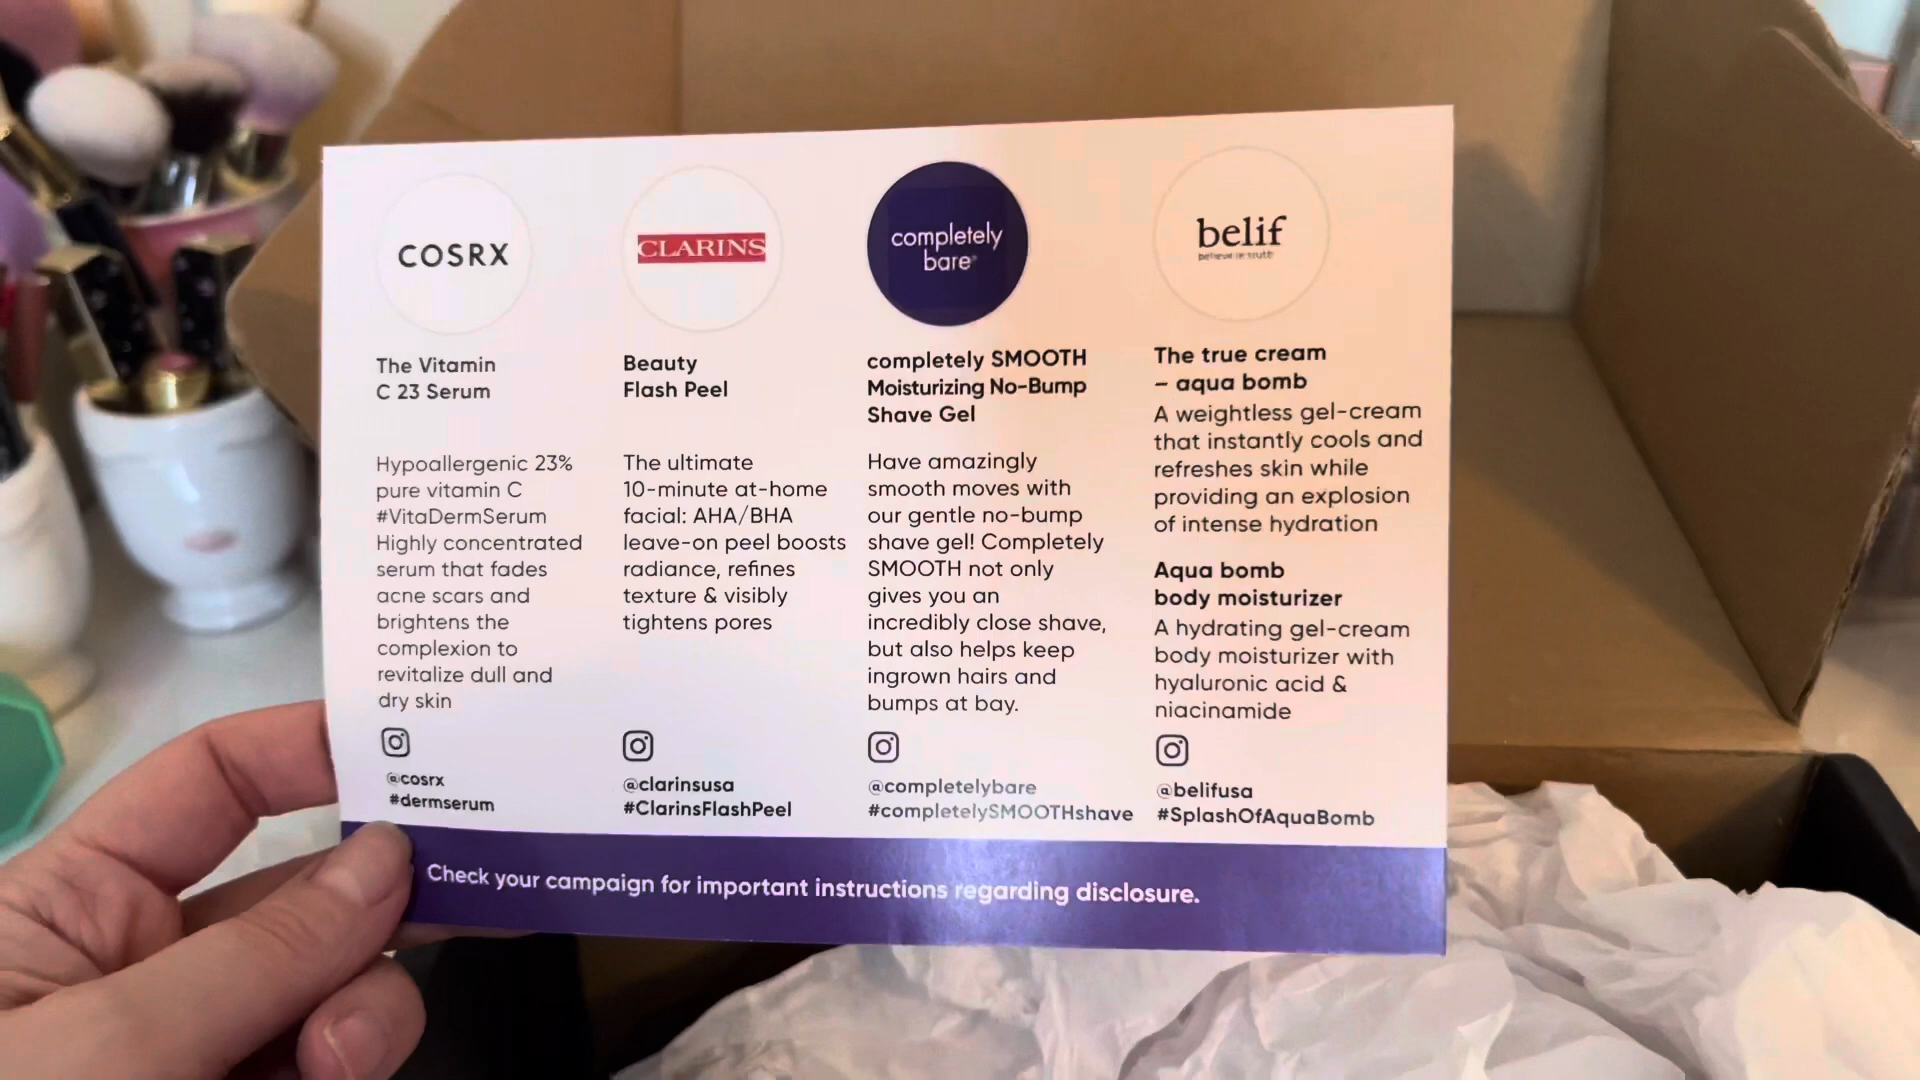 COSRX
The Vitamin
C 23 Serum
Hypoallergenic 23%
pure vitamin C
#VitaDermSerum
Highly concentrated
serum that fades
acne scars and
brightens the
complexion to
revitalize dull and
dry skin
@cosrx
#dermserum
CLARINS
Beauty
Flash Peel
The ultimate
10-minute at-home
facial: AHA/BHA
leave-on peel boosts
radiance, refines
texture & visibly
tightens pores
@clarinsusa
#ClarinsFlashPeel
completely
bare
completely SMOOTH
Moisturizing No-Bump
Shave Gel
Have amazingly
smooth moves with
our gentle no-bump
shave gel! Completely
SMOOTH not only
gives you an
incredibly close shave,
but also helps keep
ingrown hairs and
bumps at bay.
@completelybare
#completelySMOOTHshave
belif
believe in truth
The true cream
– aqua bomb
A weightless gel-cream
that instantly cools and
refreshes skin while
providing an explosion
of intense hydration
Aqua bomb
body moisturizer
A hydrating gel-cream
body moisturizer with
hyaluronic acid &
niacinamide
@belifusa
#SplashOfAquaBomb
Check your campaign for important instructions regarding disclosure.